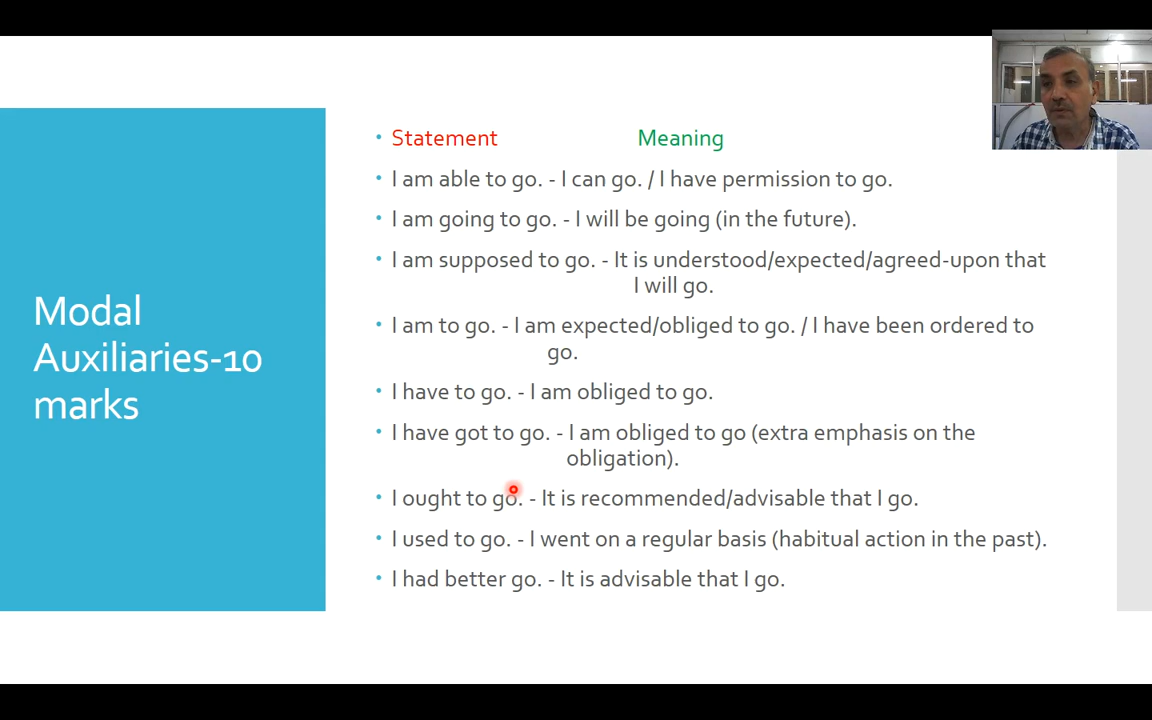 Modal
Auxiliaries-10
marks
• Statement Meaning
• I am able to go. - I can go. / I have permission to go.
• I am going to go. - I will be going (in the future).
• I am supposed to go. - It is understood/expected/agreed-upon that
I will go.
• I am to go. - I am expected/obliged to go. / I have been ordered to
go.
• I have to go. - I am obliged to go.
• I have got to go. - I am obliged to go (extra emphasis on the
obligation).
• I ought to go. - It is recommended/advisable that I go.
• I used to go. - I went on a regular basis (habitual action in the past).
• I had better go. - It is advisable that I go.